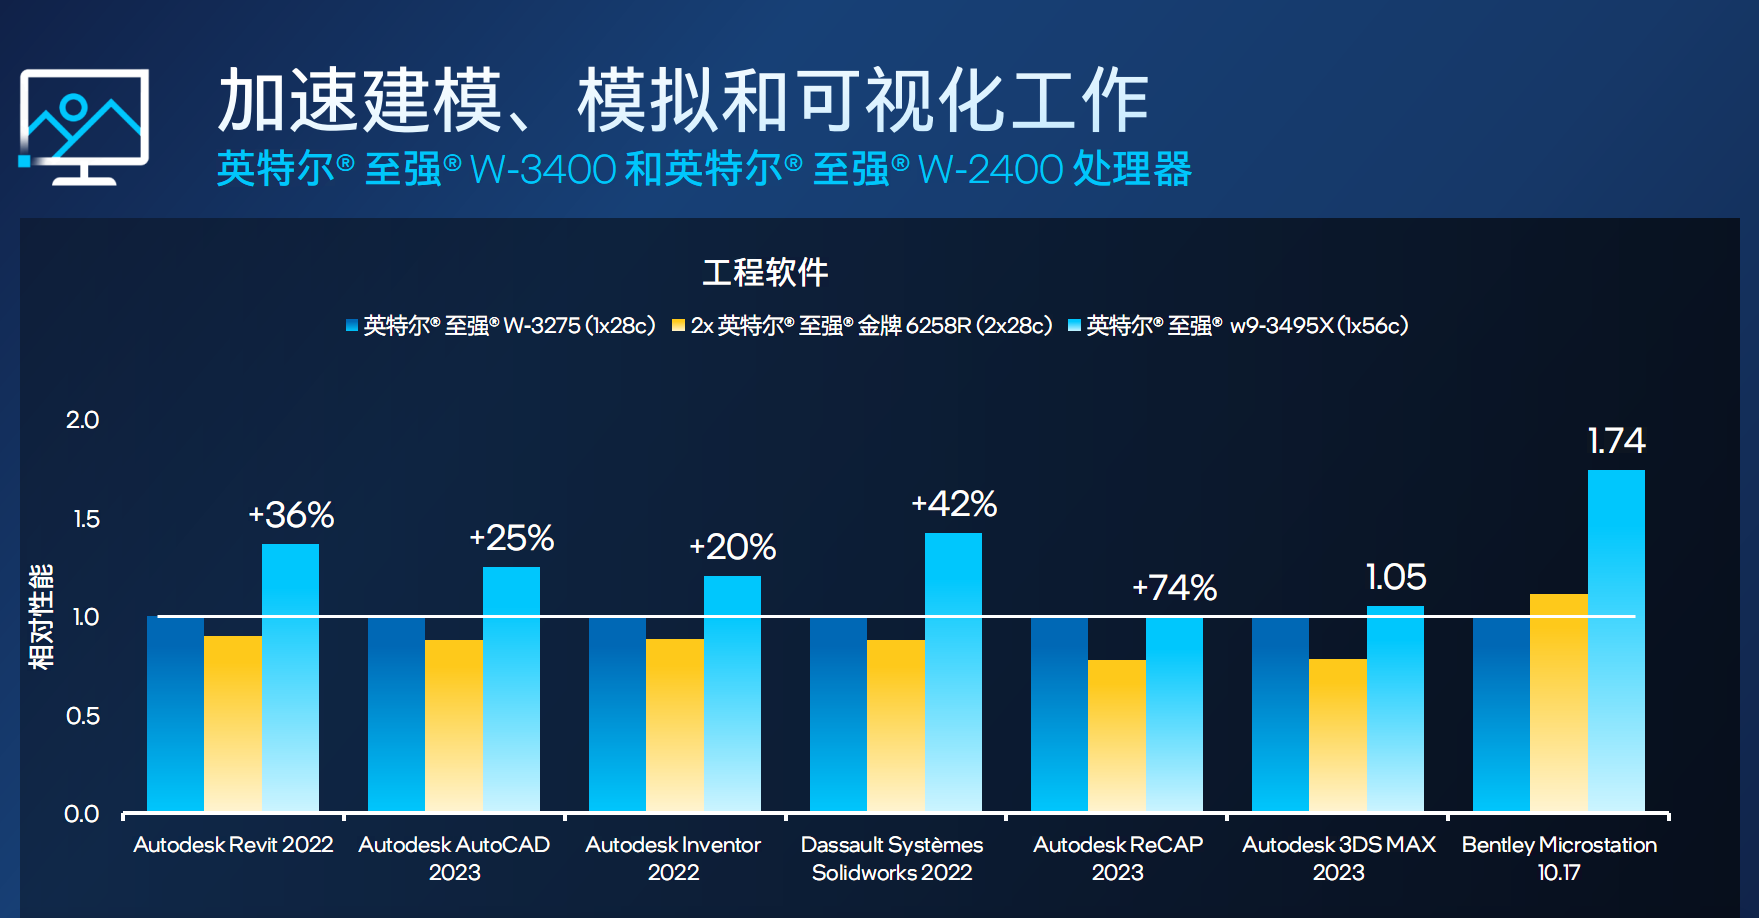 加速建模、模拟和可视化工作
英特尔® 至强® W-3400 和英特尔® 至强® W-2400 处理器
工程软件
英特尔® 至强® W-3275 (1x28c) 2x 英特尔® 至强® 金牌 6258R (2x28c) 英特尔® 至强® w9-3495X (1x56c)
相对性能
2.0
1.5
1.0
0.5
0.0
+36%
+25%
+20%
+42%
+74%
1.05
1.74
Autodesk Revit 2022
Autodesk AutoCAD
2023
Autodesk Inventor
2022
Dassault Systèmes
Solidworks 2022
Autodesk ReCAP
2023
Autodesk 3DS MAX
2023
Bentley Microstation
10.17